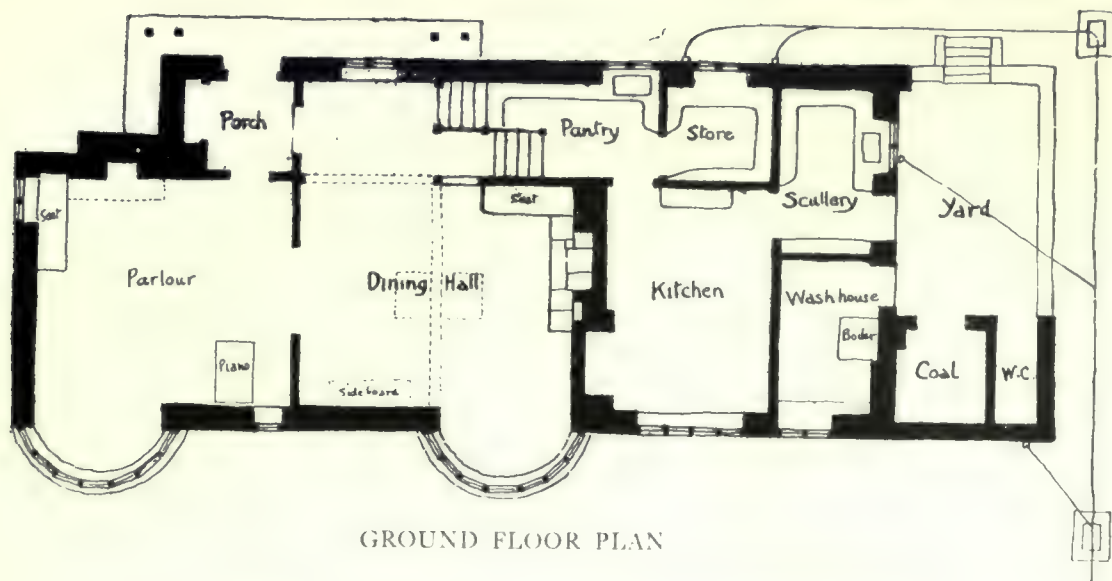 Porch
Pantry
Store
Scullery
Yard
Seat
Seat
Parlour
Dining Hall
Kitchen
Wash house
Boiler
Piano
Sideboard
Coal
W.C.
GROUND FLOOR PLAN